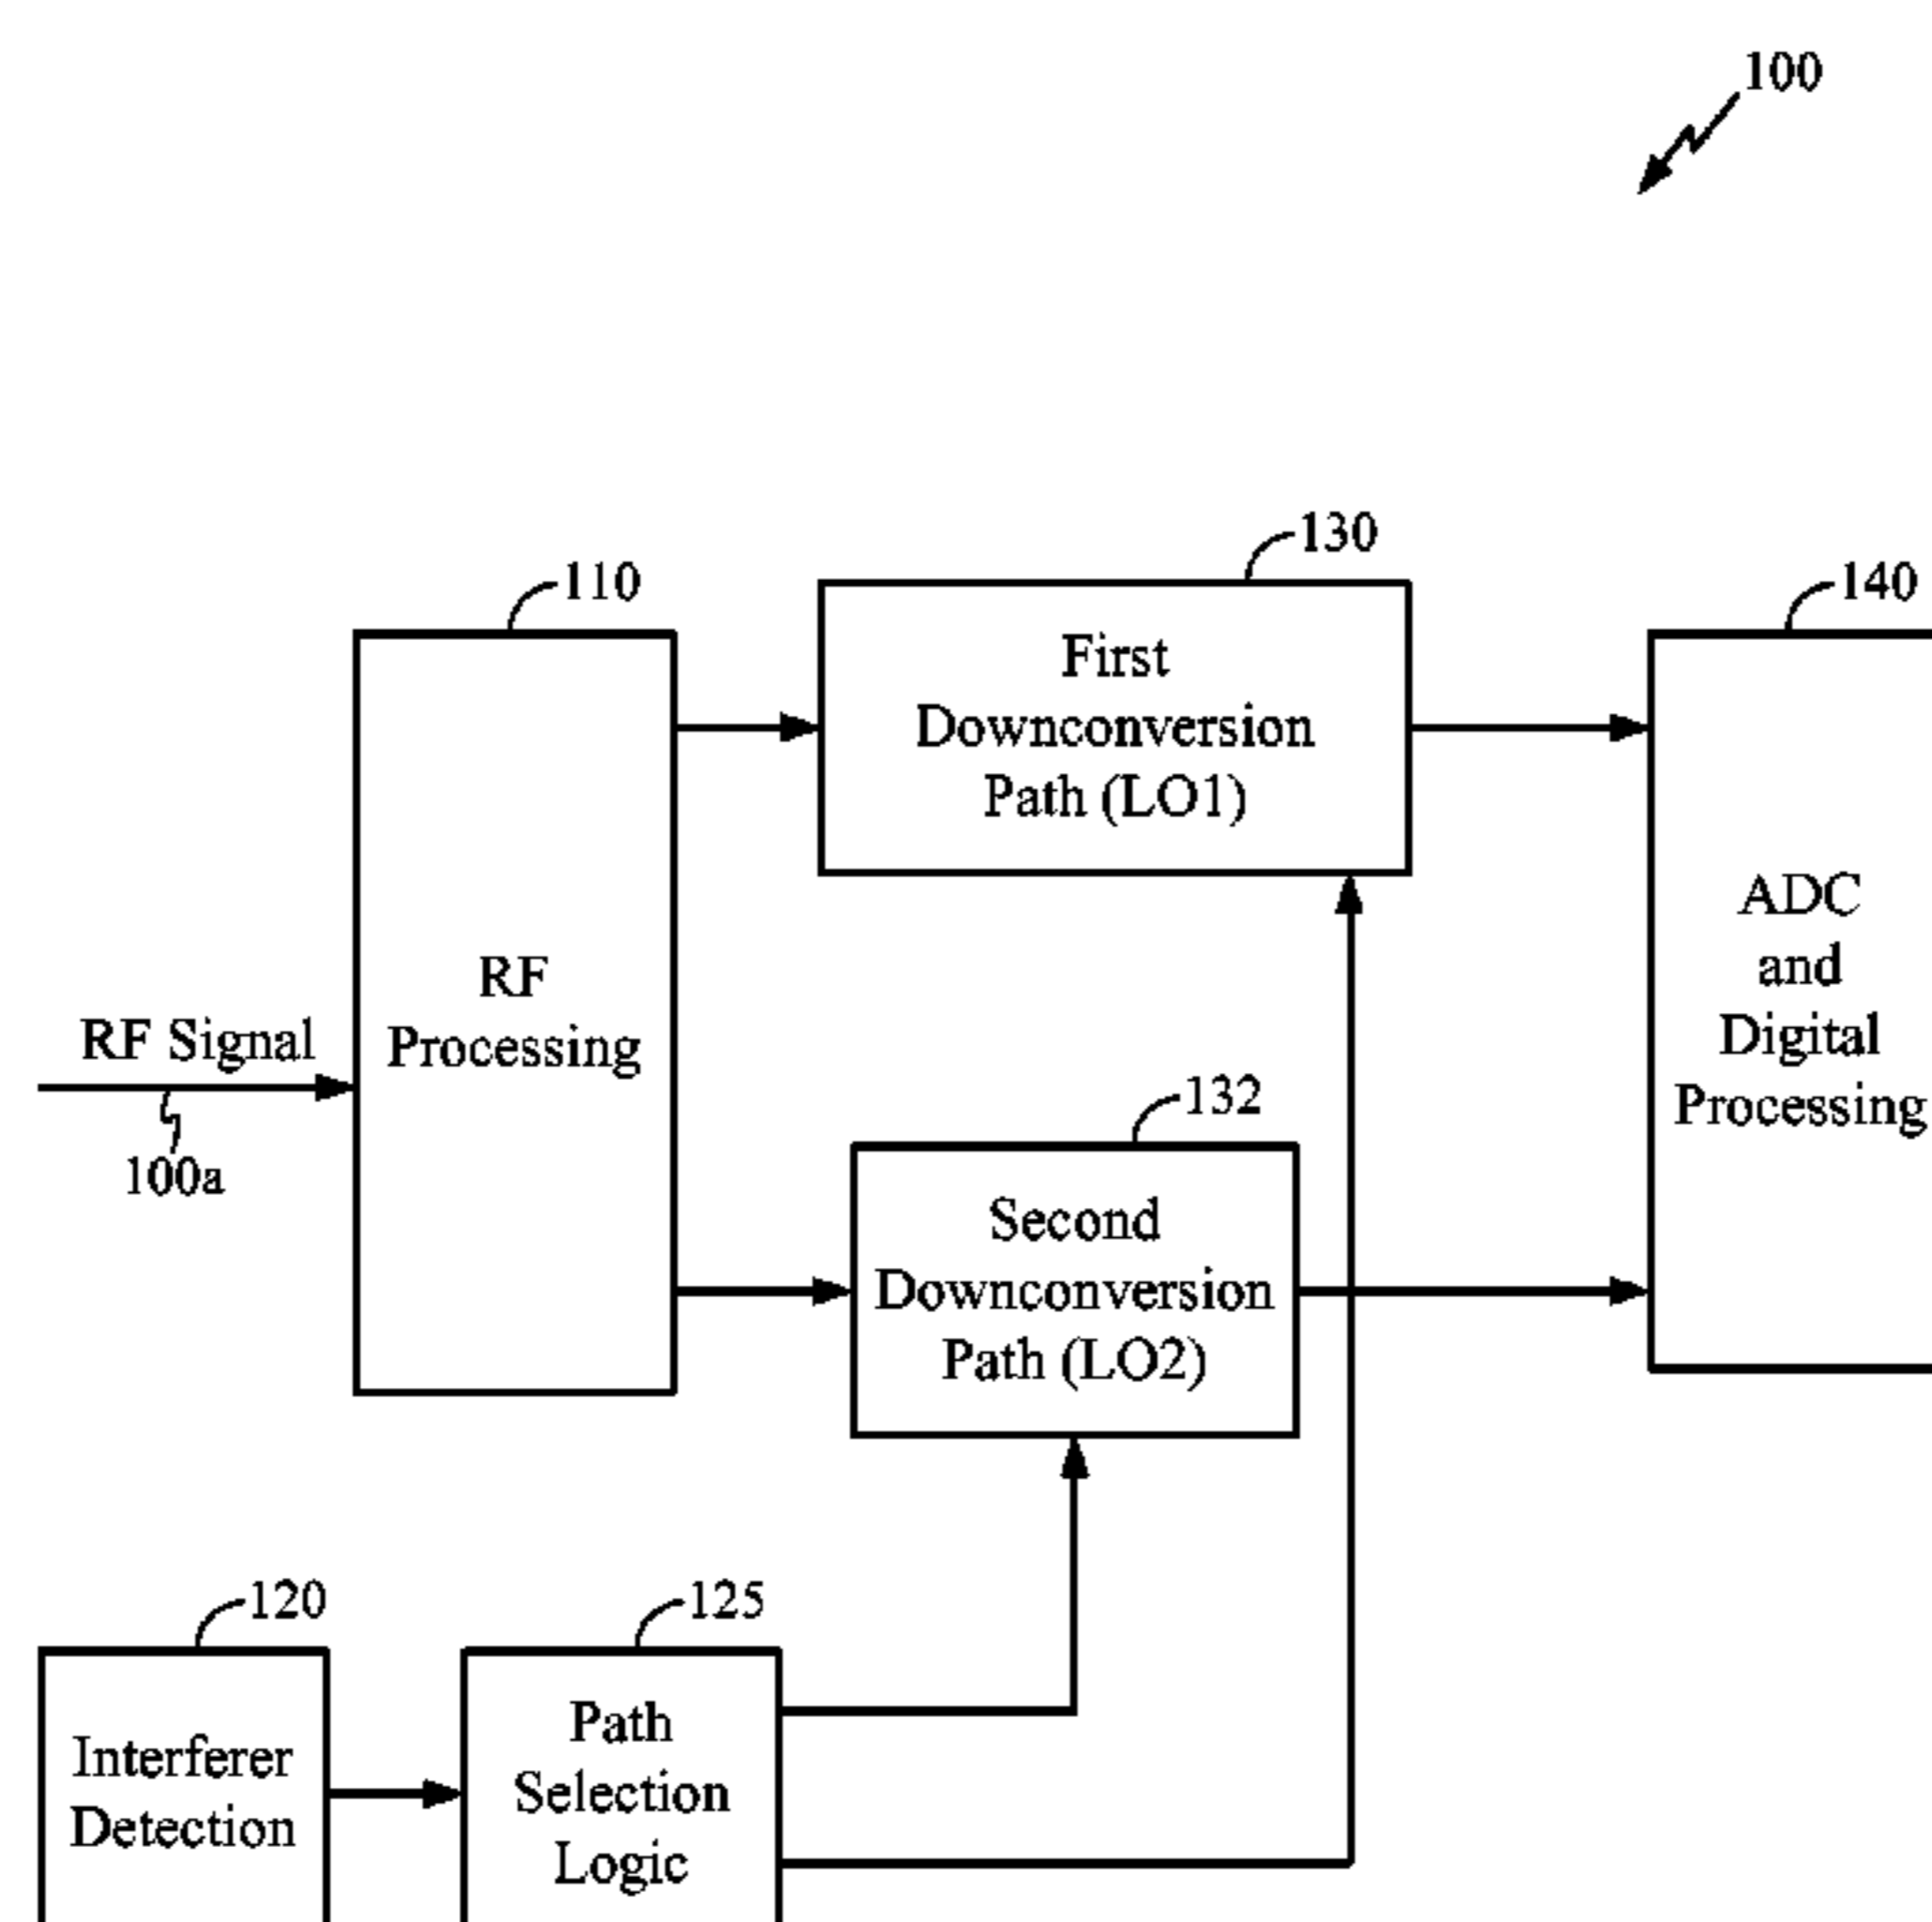 100
130
110
140
First
Downconversion
Path (LO1)
RF
Processing
ADC
and
Digital
Processing
RF Signal
100a
132
Second
Downconversion
Path (LO2)
120
125
Interferer
Detection
Path
Selection
Logic